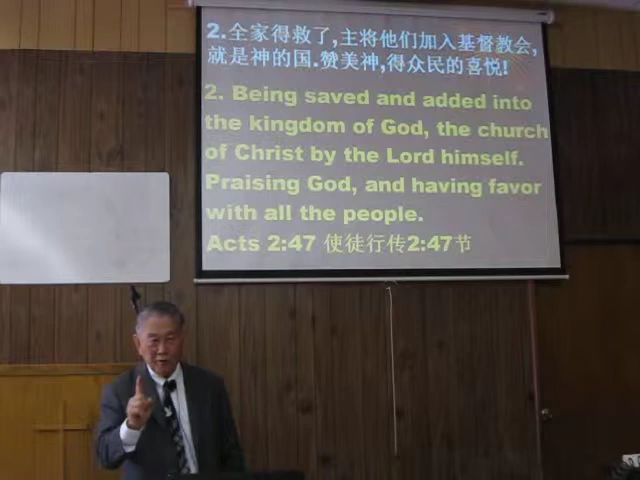 2.全家得救了,主将他们加入基督教会,
就是神的国.赞美神,得众民的喜悦!
2. Being saved and added into
the kingdom of God, the church
of Christ by the Lord himself.
Praising God, and having favor
with all the people.
Acts 2:47 使徒行传2:47节